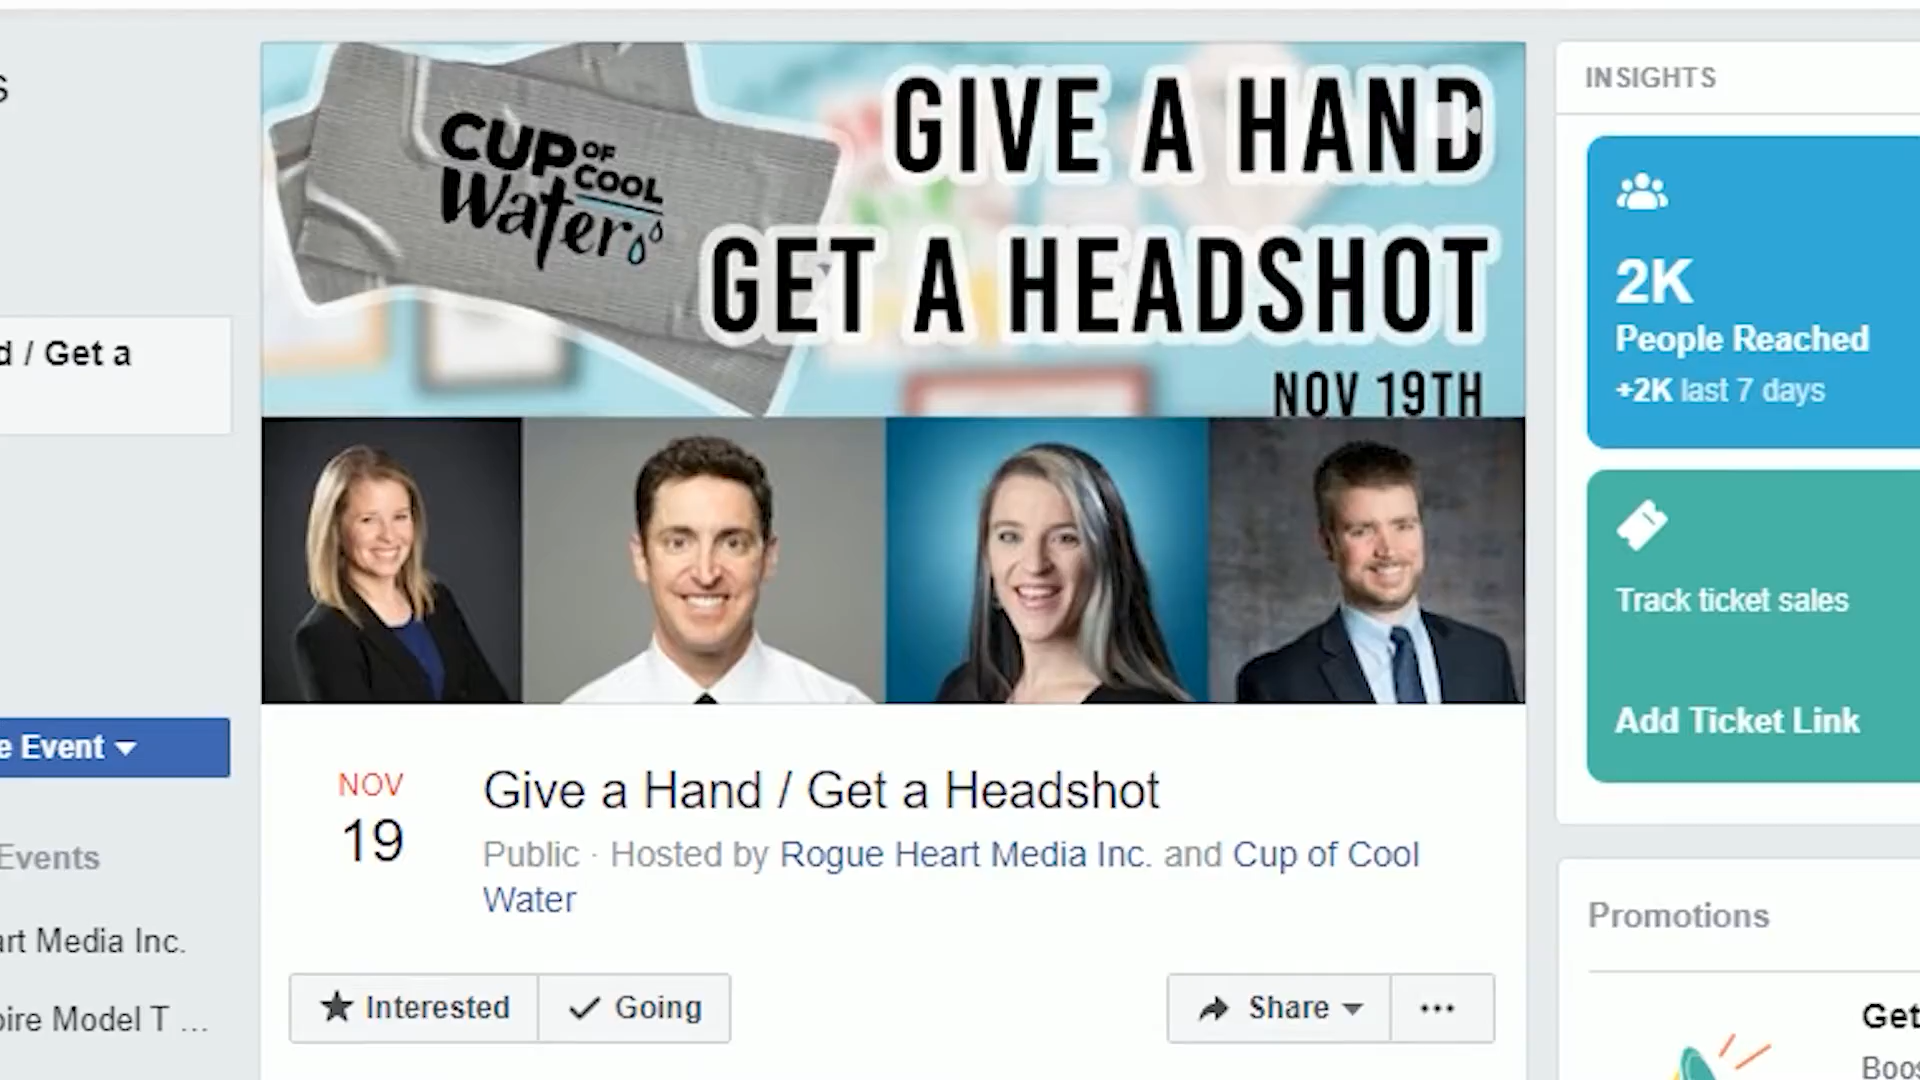 S
d / Get a
e Event
Events
art Media Inc.
oire Model T ...
CUP OF COOL
Water
GIVE A HAND
GET A HEADSHOT
NOV 19TH
NOV
19
Give a Hand / Get a Headshot
Public · Hosted by Rogue Heart Media Inc. and Cup of Cool
Water
Interested
Going
Share
INSIGHTS
2K
People Reached
+2K last 7 days
Track ticket sales
Add Ticket Link
Promotions
Get
Boos